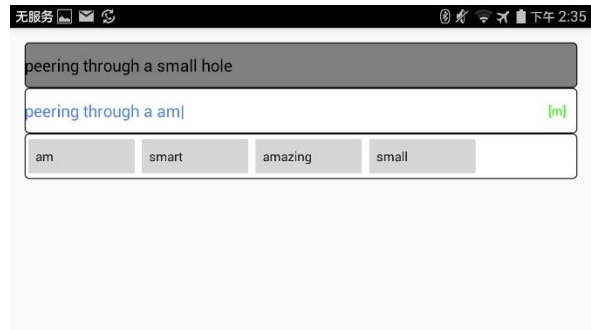 无服务 下午 2:35
peering through a small hole
peering through a am [m]
am smart amazing small